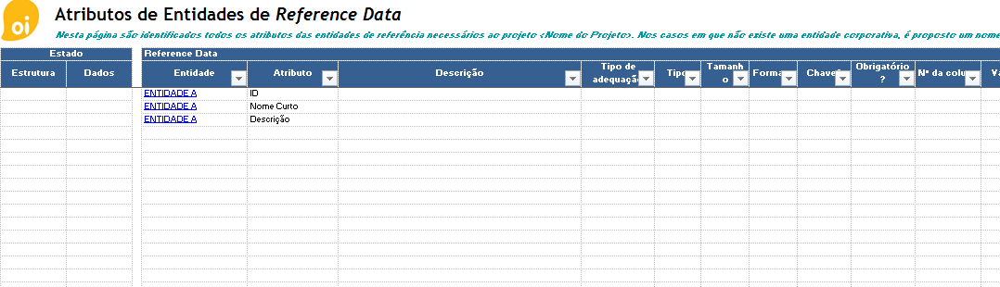 oi
Atributos de Entidades de Reference Data
Nesta página são identificados todos os atributos das entidades de referência necessários ao projeto <Nome do Projeto>. Nos casos em que não existe uma entidade corporativa, é proposto um nome
Estado Reference Data
Estrutura Dados Entidade Atributo Descrição Tipo de adequação Tipo Tamanho Forma Chave Obrigatório ? Nº da colu Va
ENTIDADE A ID
ENTIDADE A Nome Curto
ENTIDADE A Descrição